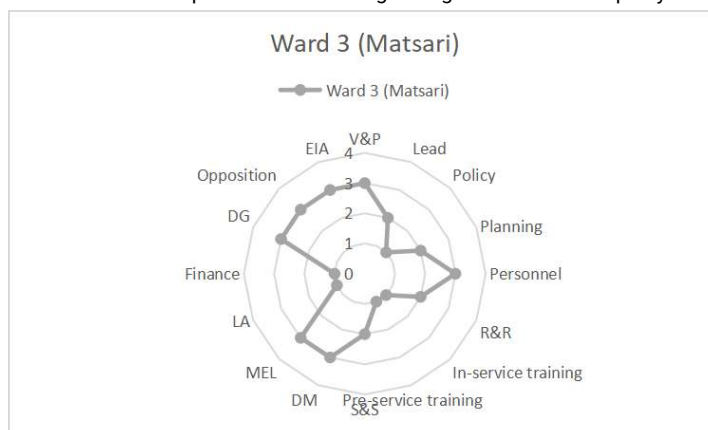 Ward 3 (Matsari)
Ward 3 (Matsari)
V&P
EIA
Lead
4
Opposition
Policy
3
DG
2
Planning
1
Finance
0
Personnel
LA
R&R
MEL
In-service training
DM
Pre-service training
S&S